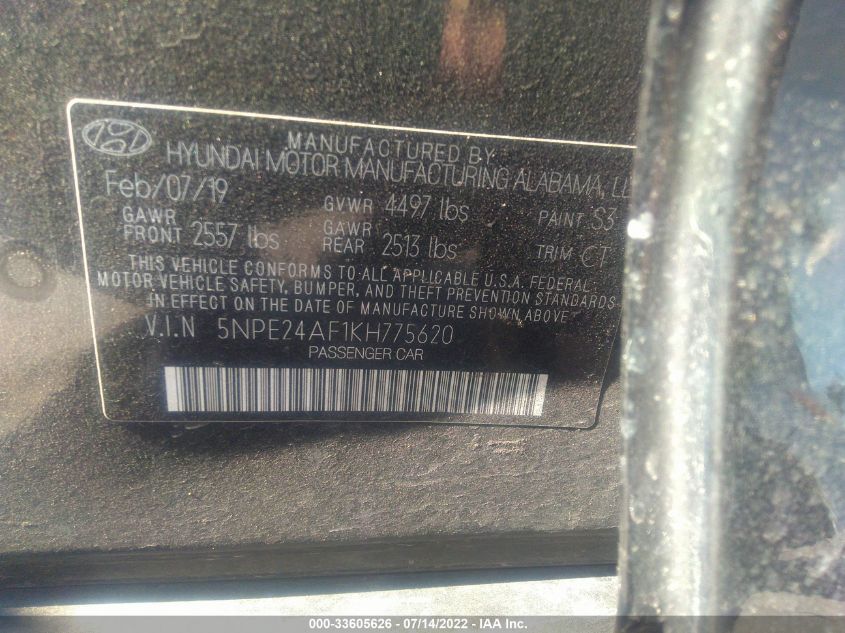 MANUFACTURED BY
HYUNDAI MOTOR MANUFACTURING ALABAMA,
Feb/07/19 GVWR 4497 lbs PAINT S3
GAWR FRONT 2557 lbs GAWR REAR 2513 lbs TRIM CT
THIS VEHICLE CONFORMS TO ALL APPLICABLE U.S.A. FEDERAL
MOTOR VEHICLE SAFETY, BUMPER, AND THEFT PREVENTION STANDARDS
IN EFFECT ON THE DATE OF MANUFACTURE SHOWN ABOVE.
V.I.N 5NPE24AF1KH775620
PASSENGER CAR
000-33605626 - 07/14/2022 - IAA Inc.